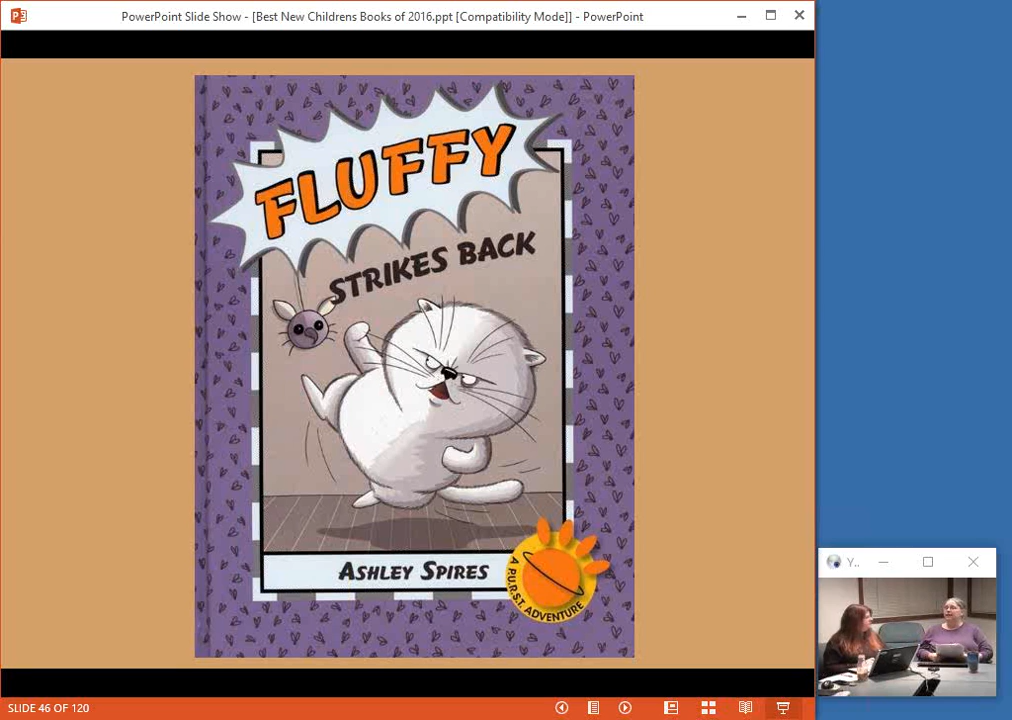 PowerPoint Slide Show - [Best New Childrens Books of 2016.ppt [Compatibility Mode]] - PowerPoint
FLUFFY
STRIKES BACK
ASHLEY SPIRES
A P.U.R.S.T. ADVENTURE
Y..
SLIDE 46 OF 120